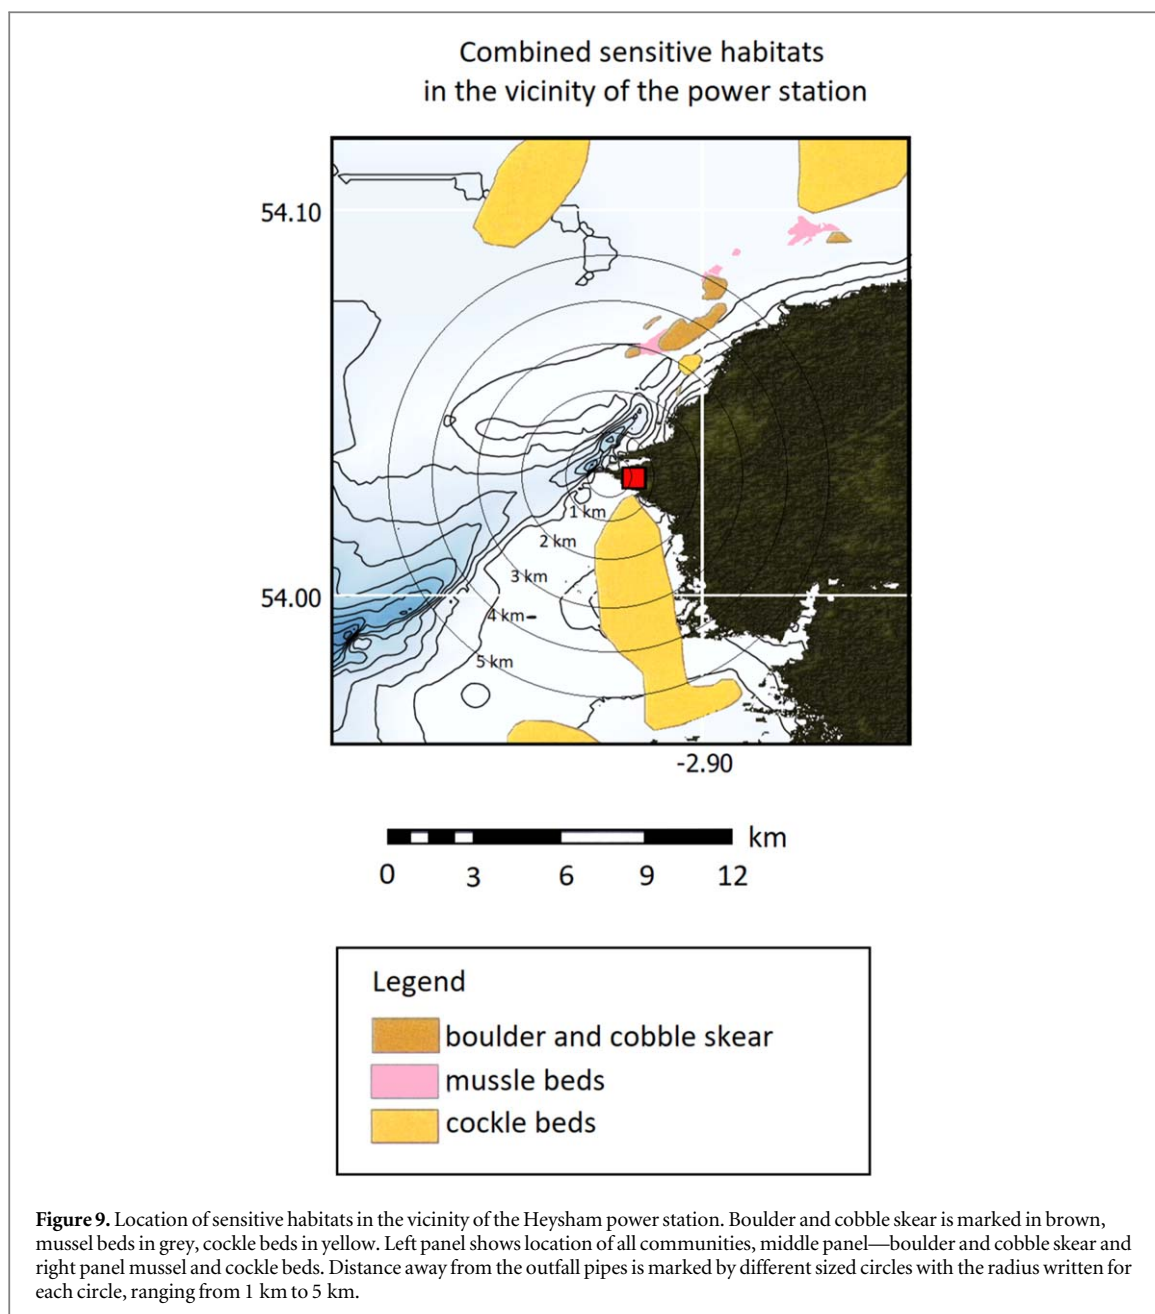 Combined sensitive habitats
in the vicinity of the power station
54.10
1 km
2 km
3 km
54.00
4 km
5 km
-2.90
km
0 3 6 9 12
Legend
boulder and cobble skear
mussle beds
cockle beds
Figure 9. Location of sensitive habitats in the vicinity of the Heysham power station. Boulder and cobble skear is marked in brown,
mussel beds in grey, cockle beds in yellow. Left panel shows location of all communities, middle panel—boulder and cobble skear and
right panel mussel and cockle beds. Distance away from the outfall pipes is marked by different sized circles with the radius written for
each circle, ranging from 1 km to 5 km.